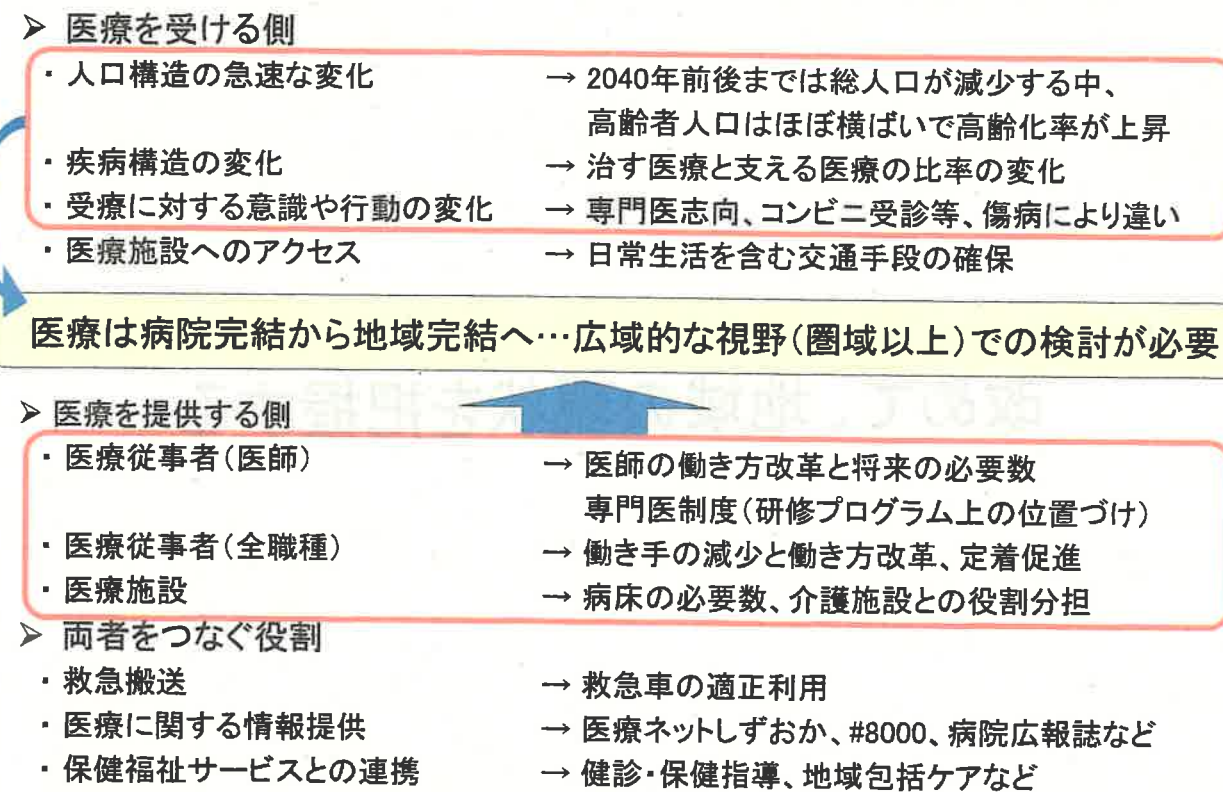 ➢ 医療を受ける側
・人口構造の急速な変化 → 2040年前後までは総人口が減少する中、
高齢者人口はほぼ横ばいで高齢化率が上昇
・疾病構造の変化 → 治す医療と支える医療の比率の変化
・受療に対する意識や行動の変化 → 専門医志向、コンビニ受診等、傷病により違い
・医療施設へのアクセス → 日常生活を含む交通手段の確保
医療は病院完結から地域完結へ…広域的な視野(圏域以上)での検討が必要
➢ 医療を提供する側
・医療従事者(医師) → 医師の働き方改革と将来の必要数
専門医制度(研修プログラム上の位置づけ)
・医療従事者(全職種) → 働き手の減少と働き方改革、定着促進
・医療施設 → 病床の必要数、介護施設との役割分担
➢ 両者をつなぐ役割
・救急搬送 → 救急車の適正利用
・医療に関する情報提供 → 医療ネットしずおか、#8000、病院広報誌など
・保健福祉サービスとの連携 → 健診・保健指導、地域包括ケアなど